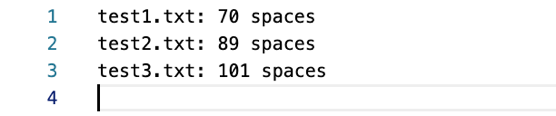 1 test1.txt: 70 spaces
2 test2.txt: 89 spaces
3 test3.txt: 101 spaces
4